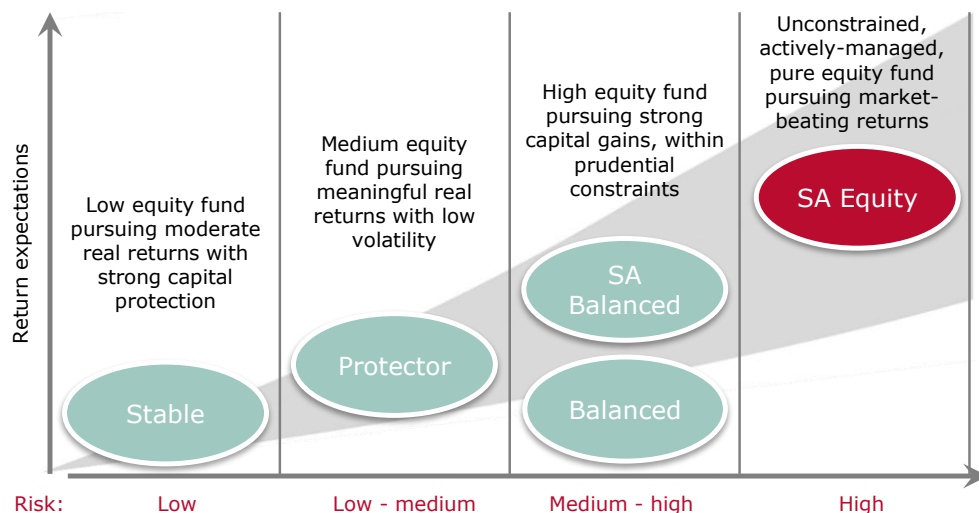 Return expectations
Low equity fund
pursuing moderate
real returns with
strong capital
protection
Stable
Medium equity
fund pursuing
meaningful real
returns with low
volatility
Protector
High equity fund
pursuing strong
capital gains, within
prudential
constraints
SA
Balanced
Balanced
Unconstrained,
actively-managed,
pure equity fund
pursuing market-
beating returns
SA Equity
Risk:
Low
Low - medium
Medium - high
High